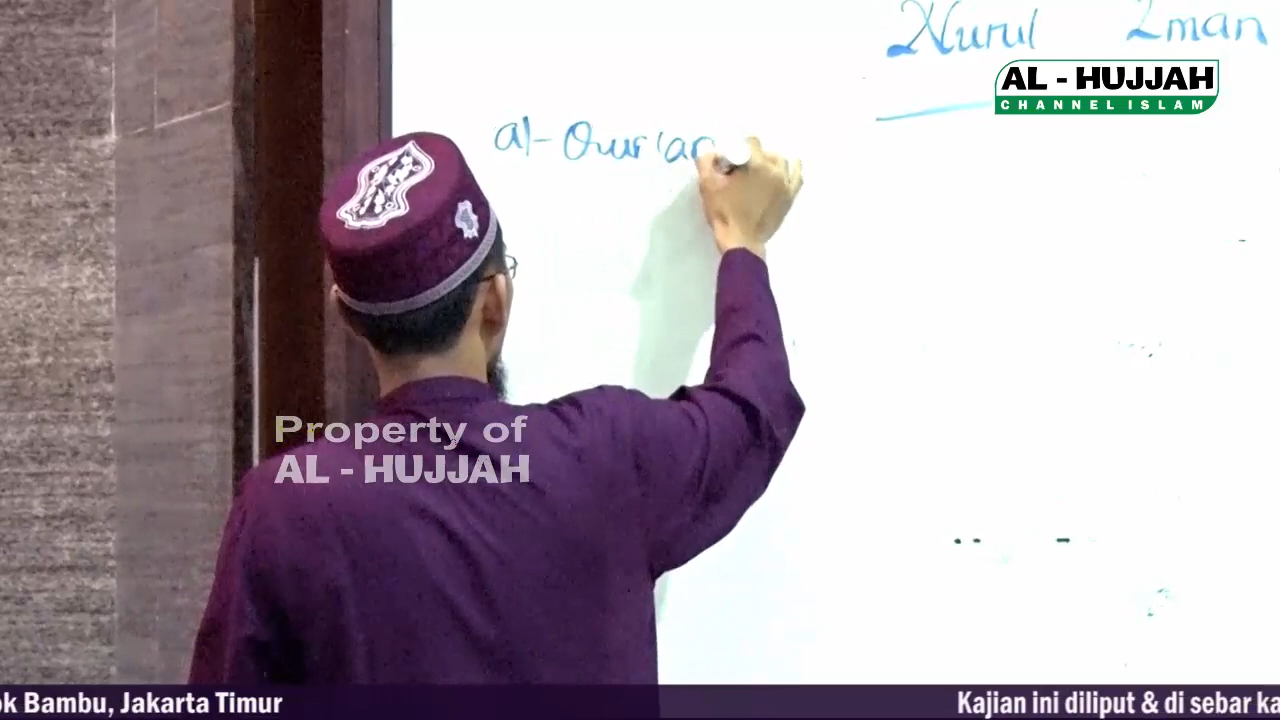 Nurul Iman
AL - HUJJAH
CHANNEL ISLAM
al-Qur'an
Property of
AL - HUJJAH
ok Bambu, Jakarta Timur
Kajian ini diliput & di sebar ka